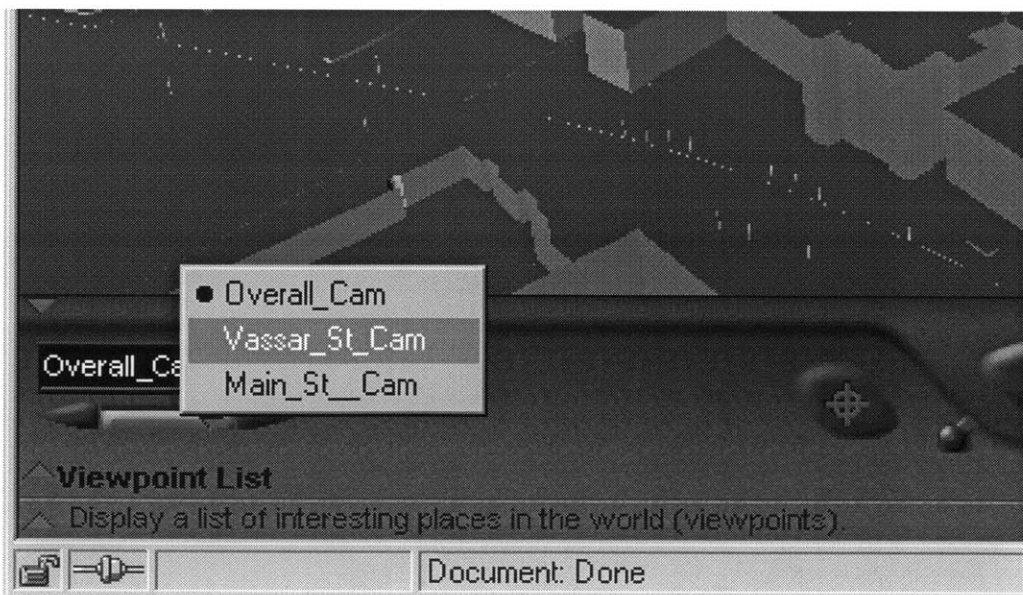 Overall_Cam
Vassar_St_Cam
Overall_Ca
Main_St__Cam
Viewpoint List
Display a list of interesting places in the world (viewpoints).
Document: Done